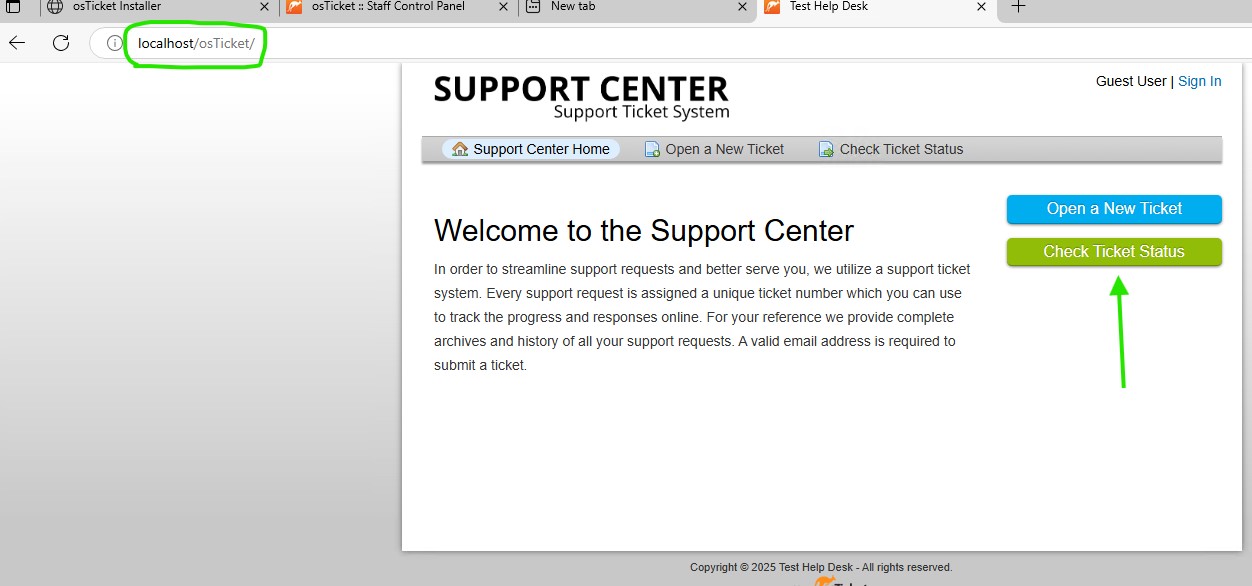 osTicket Installer
osTicket :: Staff Control Panel
New tab
Test Help Desk
localhost/osTicket/
SUPPORT CENTER
Support Ticket System
Guest User | Sign In
Support Center Home
Open a New Ticket
Check Ticket Status
Open a New Ticket
Check Ticket Status
Welcome to the Support Center
In order to streamline support requests and better serve you, we utilize a support ticket
system. Every support request is assigned a unique ticket number which you can use
to track the progress and responses online. For your reference we provide complete
archives and history of all your support requests. A valid email address is required to
submit a ticket.
Copyright © 2025 Test Help Desk - All rights reserved.